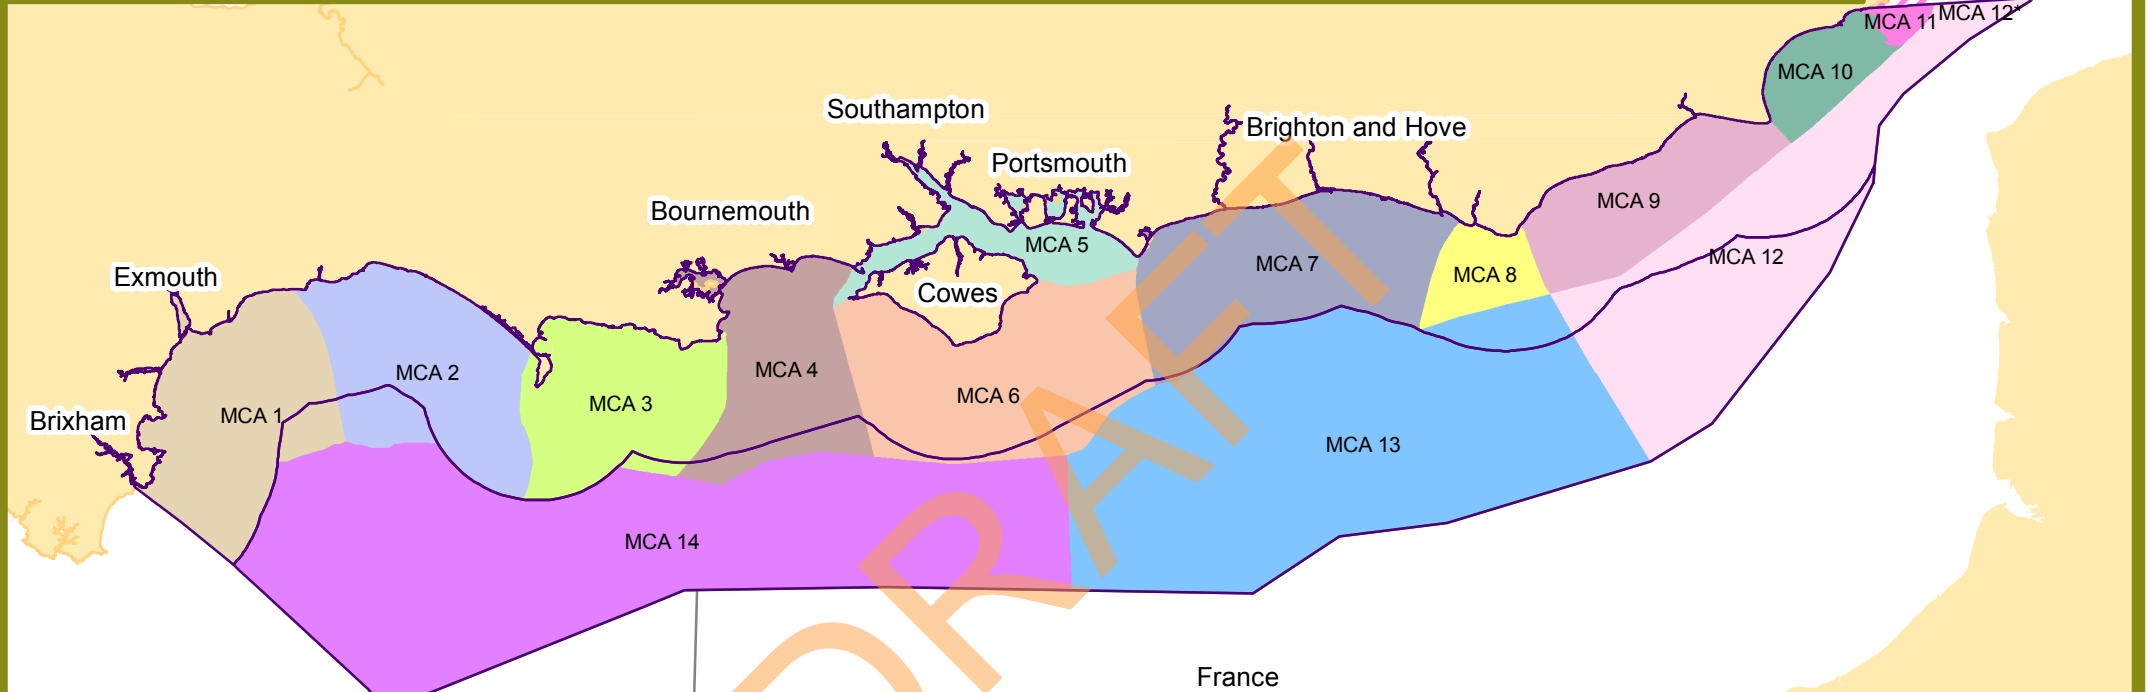 MCA 11
MCA 12*
MCA 10
Southampton
Brighton and Hove
Portsmouth
Bournemouth
MCA 9
MCA 5
MCA 12
MCA 7
MCA 8
Exmouth
Cowes
MCA 2
MCA 4
MCA 6
MCA 3
MCA 1
Brixham
MCA 13
MCA 14
France
DRAFT